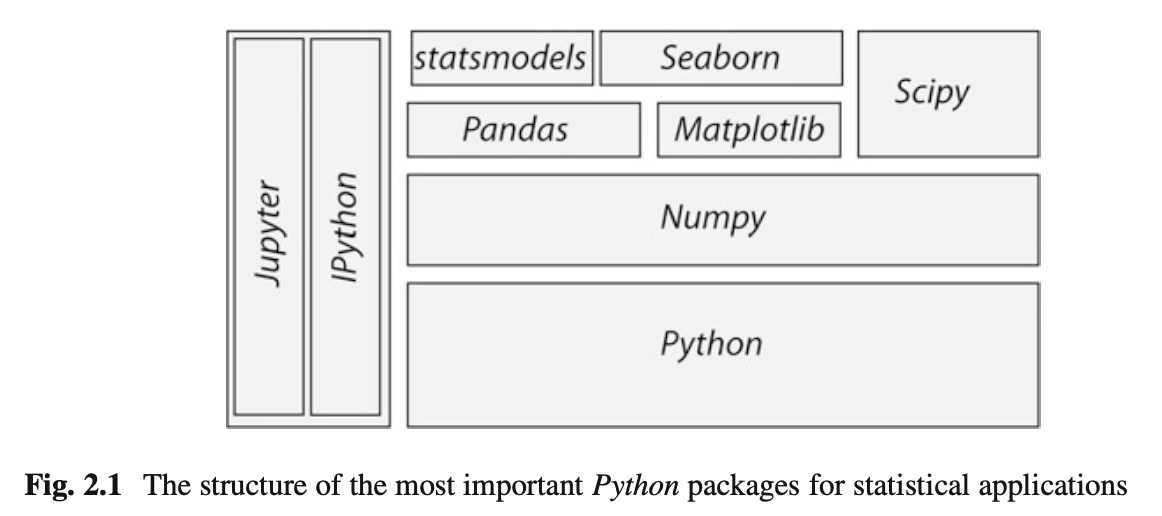 Jupyter
IPython
statsmodels
Seaborn
Scipy
Pandas
Matplotlib
Numpy
Python
Fig. 2.1 The structure of the most important Python packages for statistical applications